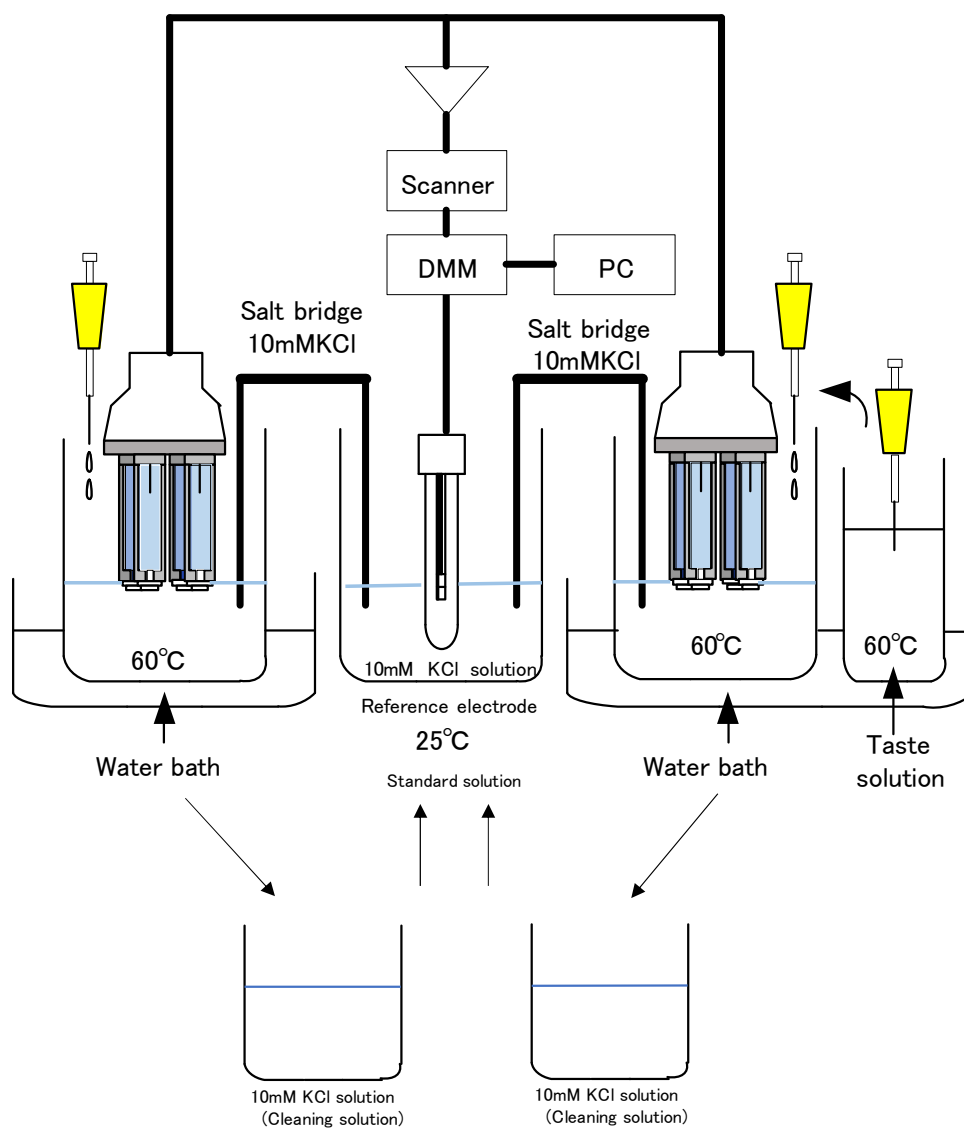 Scanner
DMM
PC
Salt bridge
10mMKCl
Salt bridge
10mMKCl
60℃
10mM KCl solution
60℃
60℃
Reference electrode
25℃
Standard solution
Water bath
Water bath
Taste
solution
10mM KCl solution
(Cleaning solution)
10mM KCl solution
(Cleaning solution)